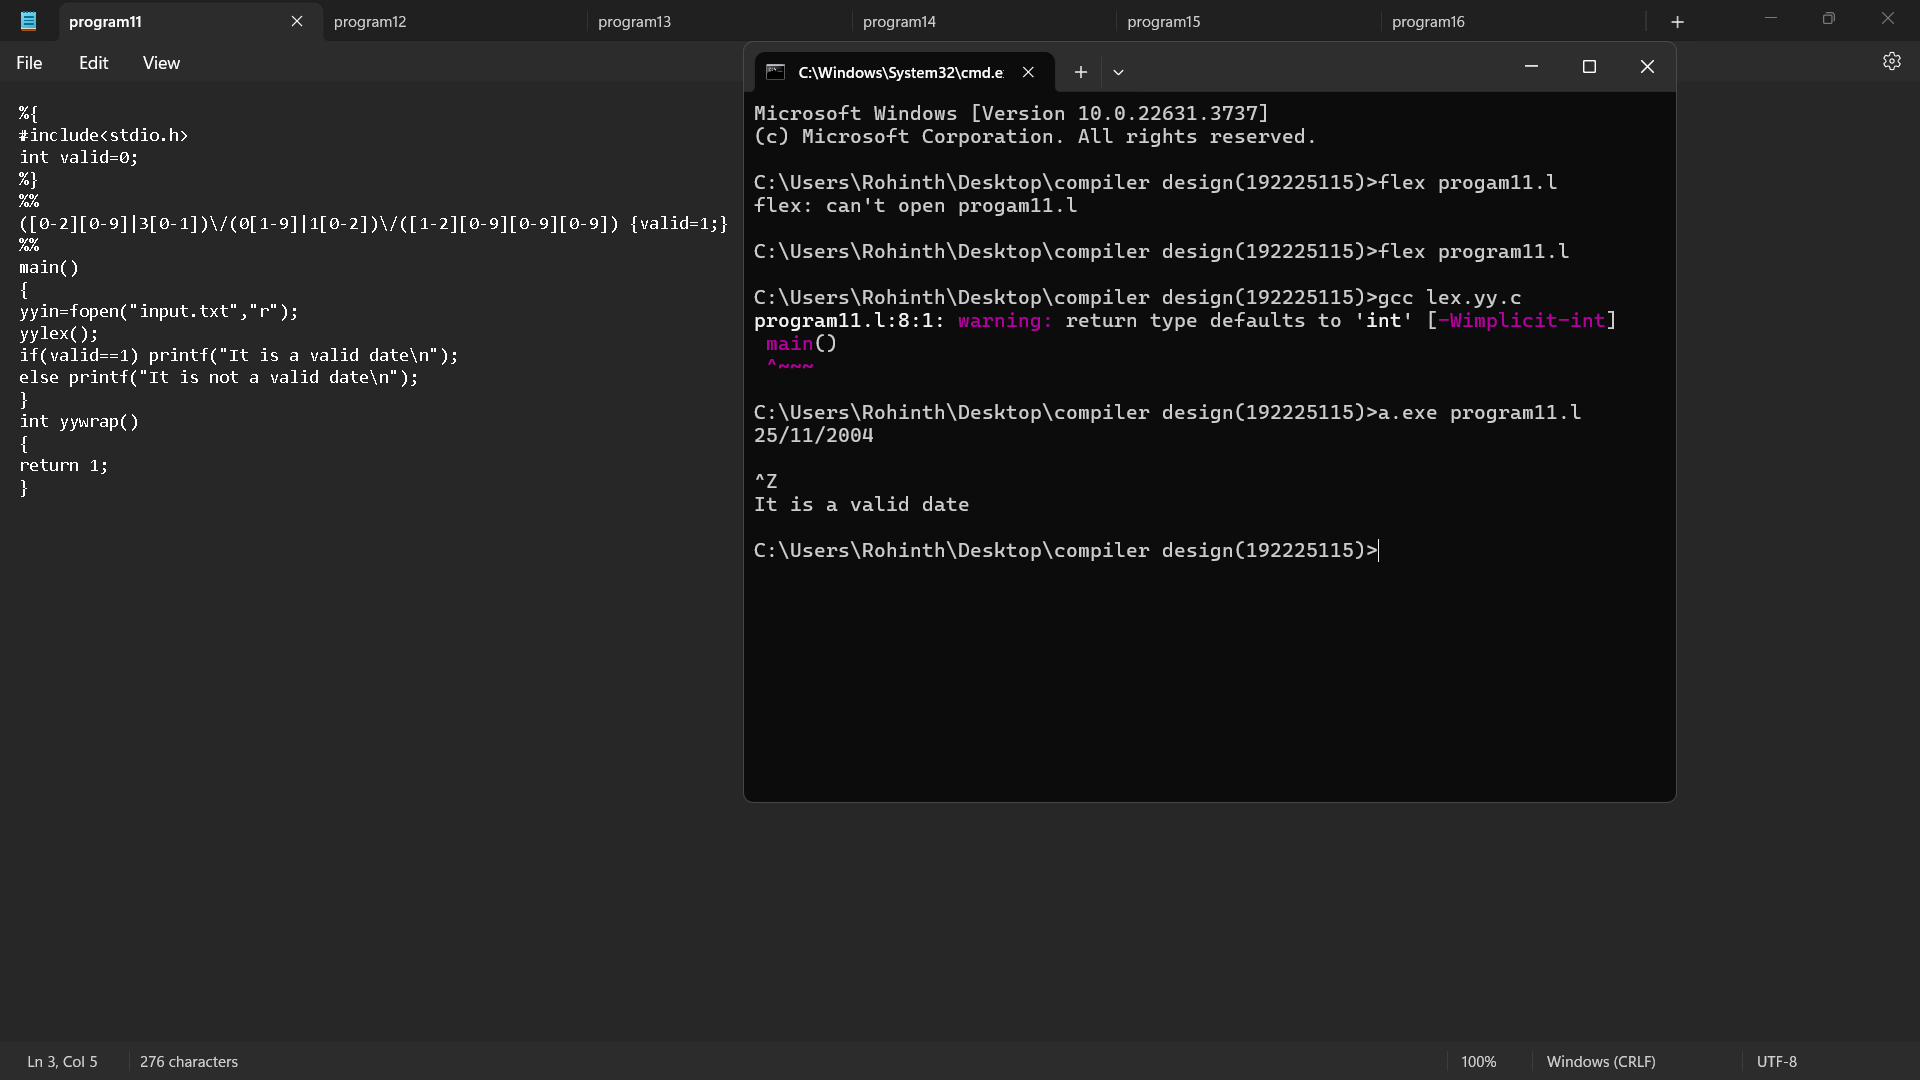 program11
program12
program13
program14
program15
program16
File
Edit
View
%{
#include<stdio.h>
int valid=0;
%}
%%
([0-2][0-9]|3[0-1])\/(0[1-9]|1[0-2])\/([1-2][0-9][0-9][0-9]) {valid=1;}
%%
main()
{
yyin=fopen("input.txt","r");
yylex();
if(valid==1) printf("It is a valid date\n");
else printf("It is not a valid date\n");
}
int yywrap()
{
return 1;
}
C:\Windows\System32\cmd.e
Microsoft Windows [Version 10.0.22631.3737]
(c) Microsoft Corporation. All rights reserved.
C:\Users\Rohinth\Desktop\compiler design(192225115)>flex progam11.l
flex: can't open progam11.l
C:\Users\Rohinth\Desktop\compiler design(192225115)>flex program11.l
C:\Users\Rohinth\Desktop\compiler design(192225115)>gcc lex.yy.c
program11.l:8:1: warning: return type defaults to 'int' [-Wimplicit-int]
main()
^~~~
C:\Users\Rohinth\Desktop\compiler design(192225115)>a.exe program11.l
25/11/2004
^Z
It is a valid date
C:\Users\Rohinth\Desktop\compiler design(192225115)>
Ln 3, Col 5
276 characters
100%
Windows (CRLF)
UTF-8